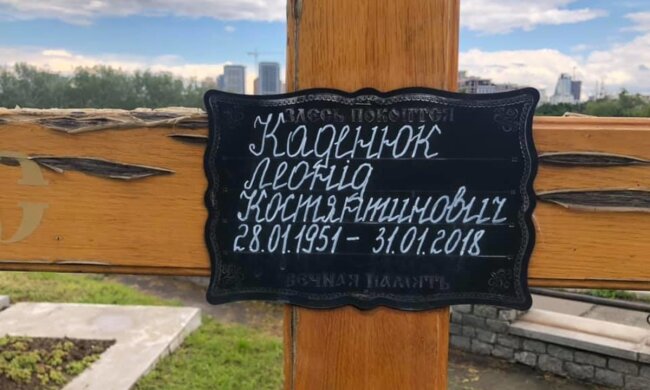 ЗДЕСЬ ПОКОИТСЯ
Каденюк
Леонід
Костянтинович
28.01.1951 – 31.01.2018
ВЕЧНАЯ ПАМЯТЬ
С